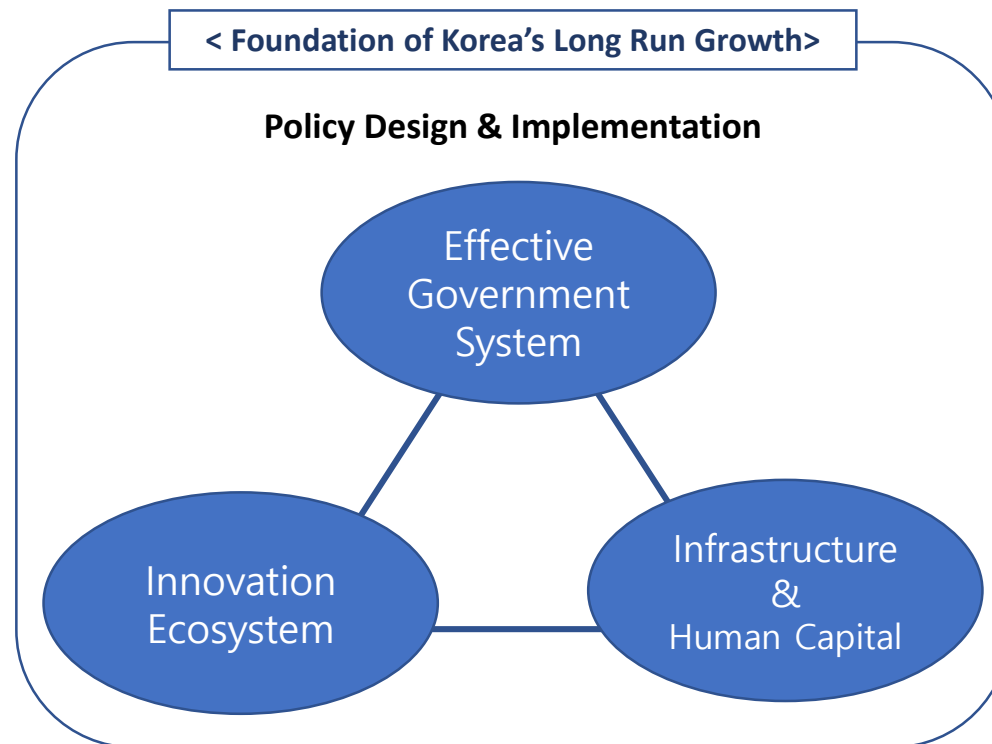 < Foundation of Korea's Long Run Growth>
Policy Design & Implementation
Effective
Government
System
Innovation
Ecosystem
Infrastructure
&
Human Capital